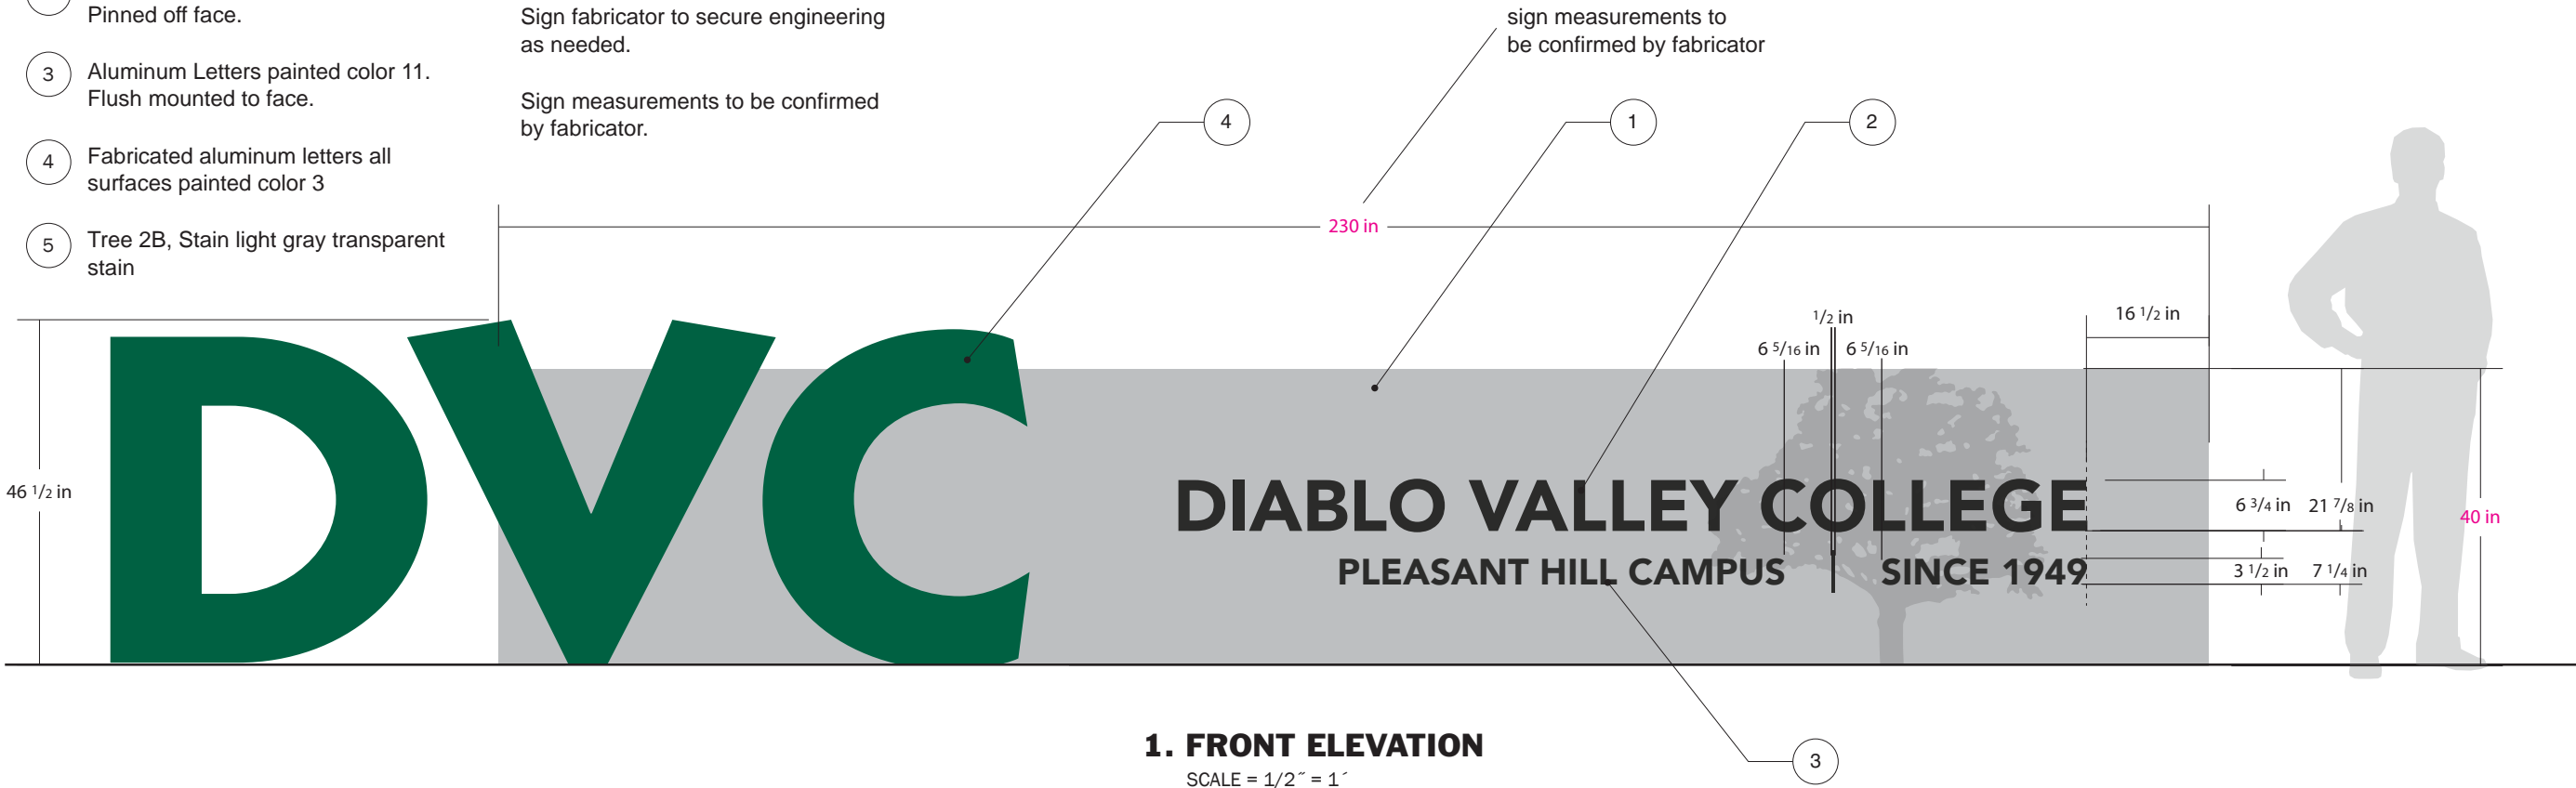 Pinned off face.
3 Aluminum Letters painted color 11.
Flush mounted to face.
4 Fabricated aluminum letters all
surfaces painted color 3
5 Tree 2B, Stain light gray transparent
stain
Sign fabricator to secure engineering
as needed.
Sign measurements to be confirmed
by fabricator.
sign measurements to
be confirmed by fabricator
4
1
2
230 in
16 1/2 in
1/2 in
6 5/16 in
6 5/16 in
46 1/2 in
DVC
DIABLO VALLEY COLLEGE
PLEASANT HILL CAMPUS
SINCE 1949
6 3/4 in
21 7/8 in
40 in
3 1/2 in
7 1/4 in
1. FRONT ELEVATION
SCALE = 1/2˝ = 1´
3